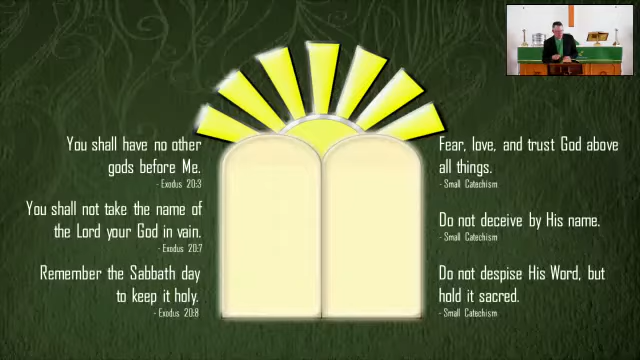 You shall have no other
gods before Me.
- Exodus 20:3
You shall not take the name of
the Lord your God in vain.
- Exodus 20:7
Remember the Sabbath day
to keep it holy.
- Exodus 20:8
Fear, love, and trust God above
all things.
- Small Catechism
Do not deceive by His name.
- Small Catechism
Do not despise His Word, but
hold it sacred.
- Small Catechism